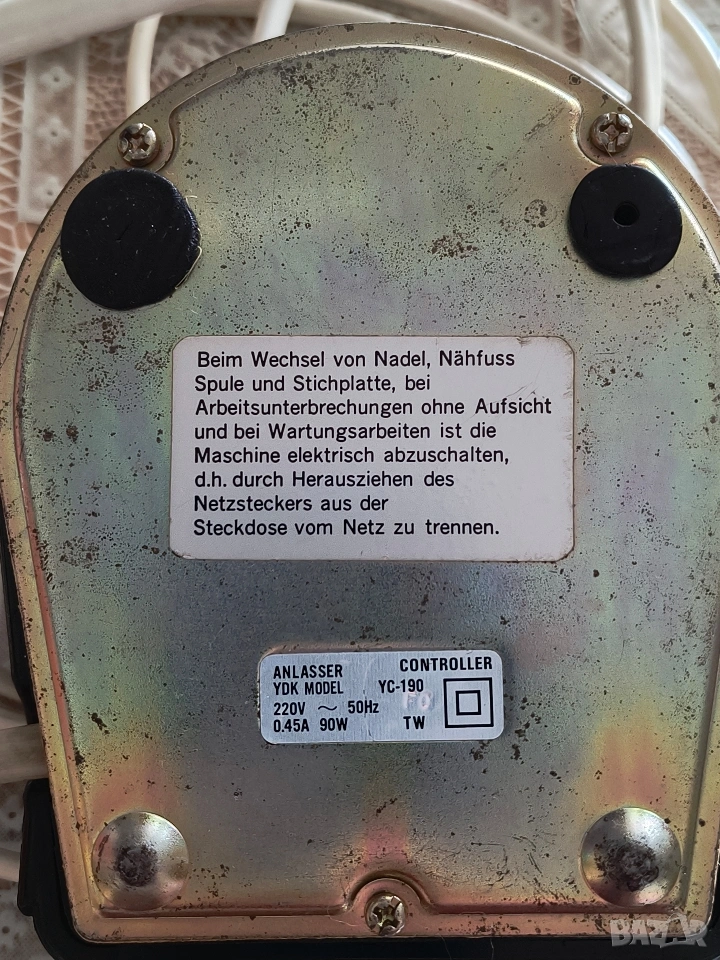 Beim Wechsel von Nadel, Nähfuss
Spule und Stichplatte, bei
Arbeitsunterbrechungen ohne Aufsicht
und bei Wartungsarbeiten ist die
Maschine elektrisch abzuschalten,
d.h. durch Herausziehen des
Netzsteckers aus der
Steckdose vom Netz zu trennen.
ANLASSER CONTROLLER
YDK MODEL YC-190
220V ~ 50Hz
0.45A 90W TW
BAZAR